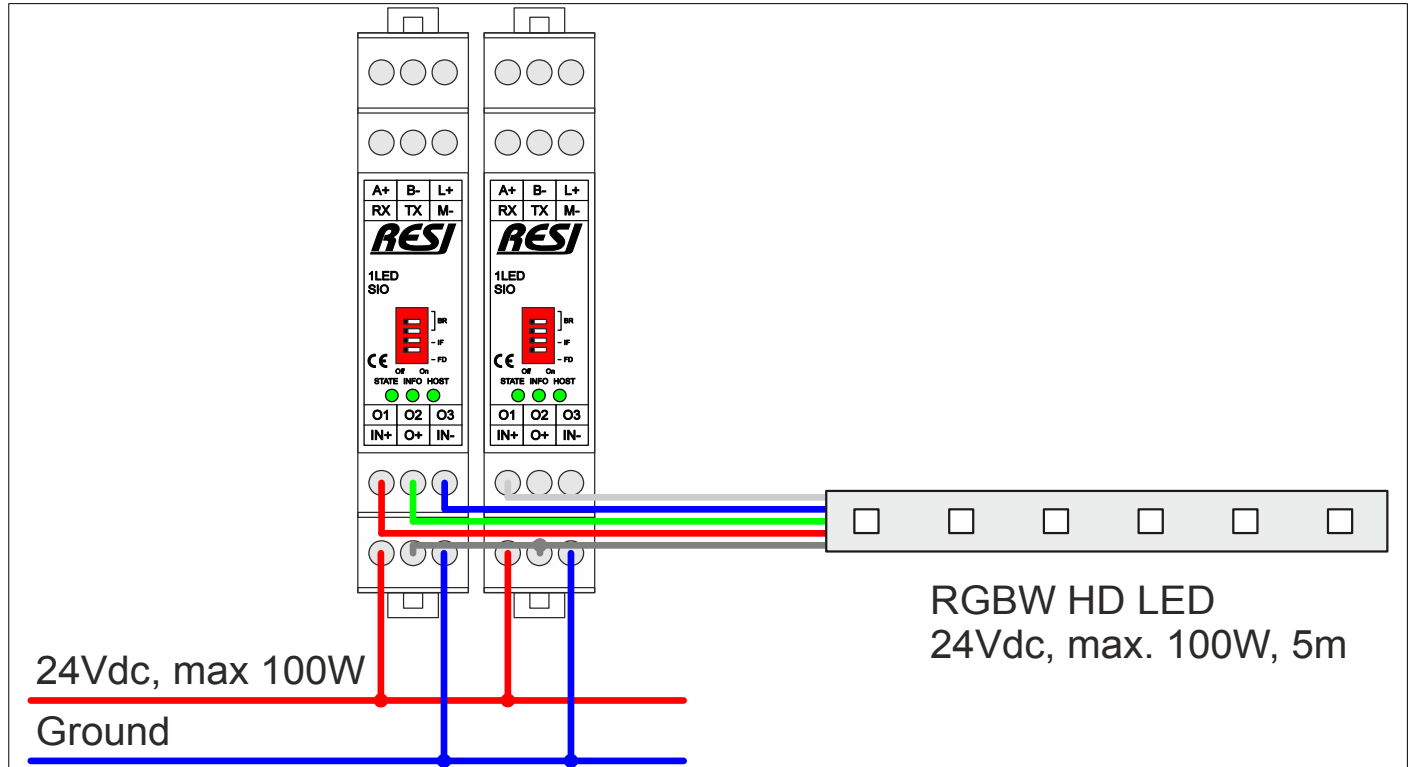 A+ B- L+
RX TX M-
RESI
1LED
SIO
BR
IF
FD
CE
Off On
STATE INFO HOST
O1 O2 O3
IN+ O+ IN-
A+ B- L+
RX TX M-
RESI
1LED
SIO
BR
IF
FD
CE
Off On
STATE INFO HOST
O1 O2 O3
IN+ O+ IN-
RGBW HD LED
24Vdc, max. 100W, 5m
24Vdc, max 100W
Ground